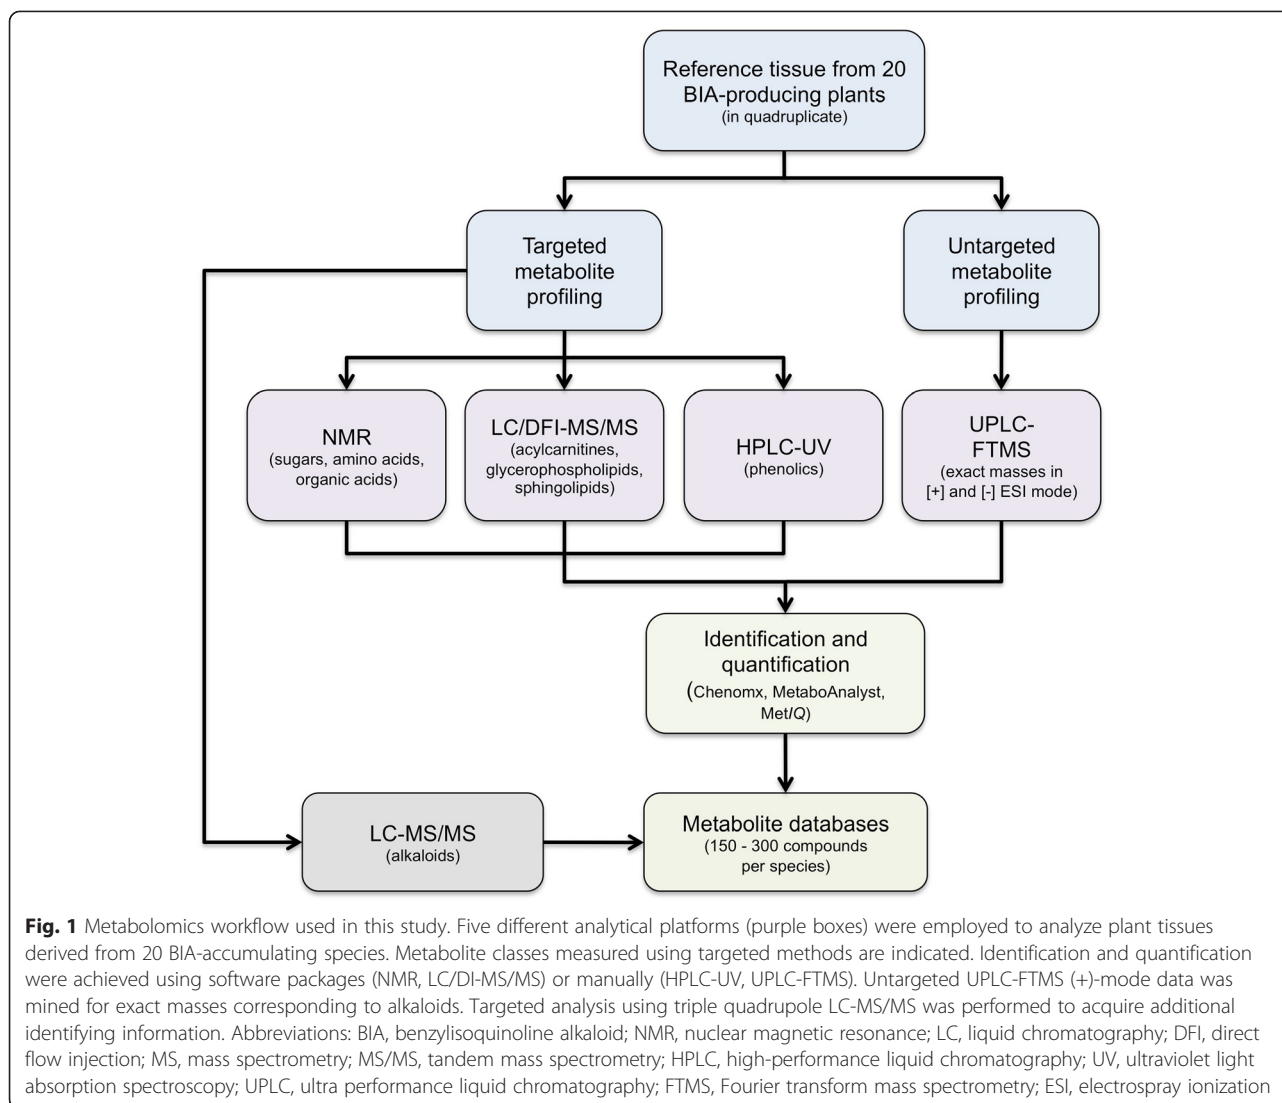 Reference tissue from 20
BIA-producing plants
(in quadruplicate)
Targeted
metabolite
profiling
Untargeted
metabolite
profiling
NMR
(sugars, amino acids,
organic acids)
LC/DFI-MS/MS
(acylcarnitines,
glycerophospholipids,
sphingolipids)
HPLC-UV
(phenolics)
UPLC-
FTMS
(exact masses in
[+] and [-] ESI mode)
Identification and
quantification
(Chenomx, MetaboAnalyst,
MetIQ)
LC-MS/MS
(alkaloids)
Metabolite databases
(150 - 300 compounds
per species)
Fig. 1 Metabolomics workflow used in this study. Five different analytical platforms (purple boxes) were employed to analyze plant tissues
derived from 20 BIA-accumulating species. Metabolite classes measured using targeted methods are indicated. Identification and quantification
were achieved using software packages (NMR, LC/DI-MS/MS) or manually (HPLC-UV, UPLC-FTMS). Untargeted UPLC-FTMS (+)-mode data was
mined for exact masses corresponding to alkaloids. Targeted analysis using triple quadrupole LC-MS/MS was performed to acquire additional
identifying information. Abbreviations: BIA, benzylisoquinoline alkaloid; NMR, nuclear magnetic resonance; LC, liquid chromatography; DFI, direct
flow injection; MS, mass spectrometry; MS/MS, tandem mass spectrometry; HPLC, high-performance liquid chromatography; UV, ultraviolet light
absorption spectroscopy; UPLC, ultra performance liquid chromatography; FTMS, Fourier transform mass spectrometry; ESI, electrospray ionization